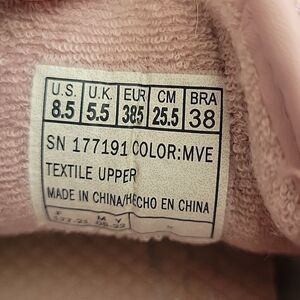 U.S. U.K. EUR CM BRA
8.5 5.5 385 25.5 38
SN 177191 COLOR:MVE
TEXTILE UPPER
MADE IN CHINA/HECHO EN CHINA